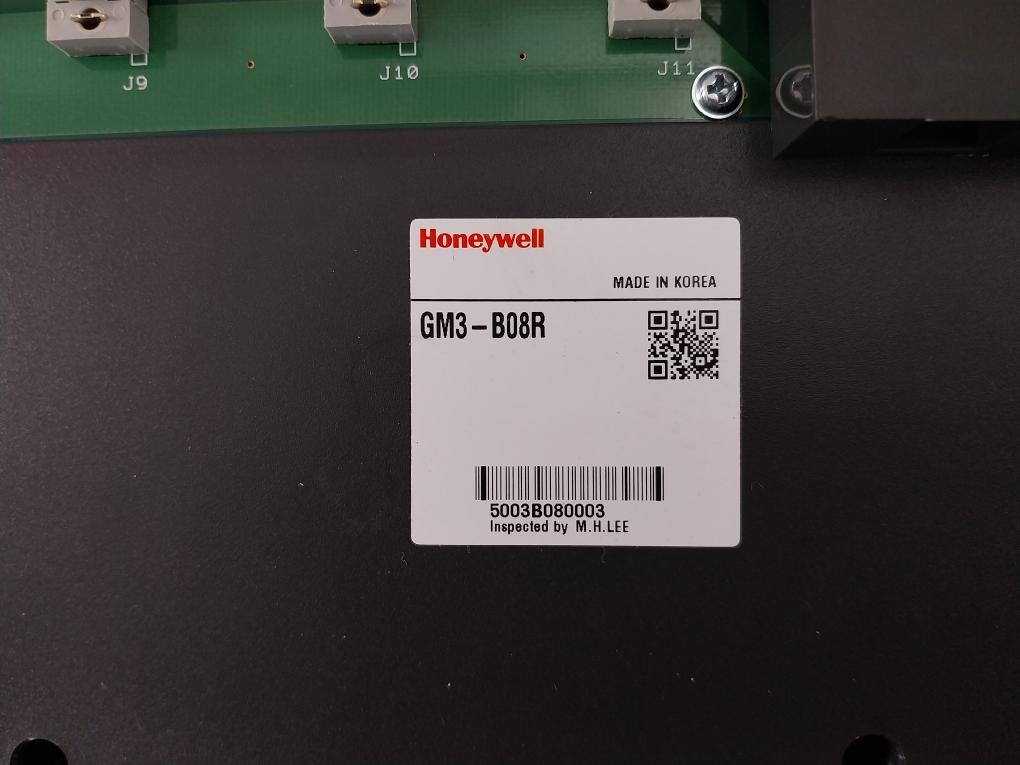 J9
J10
J11
Honeywell
MADE IN KOREA
GM3-B08R
5003B080003
Inspected by M.H.LEE